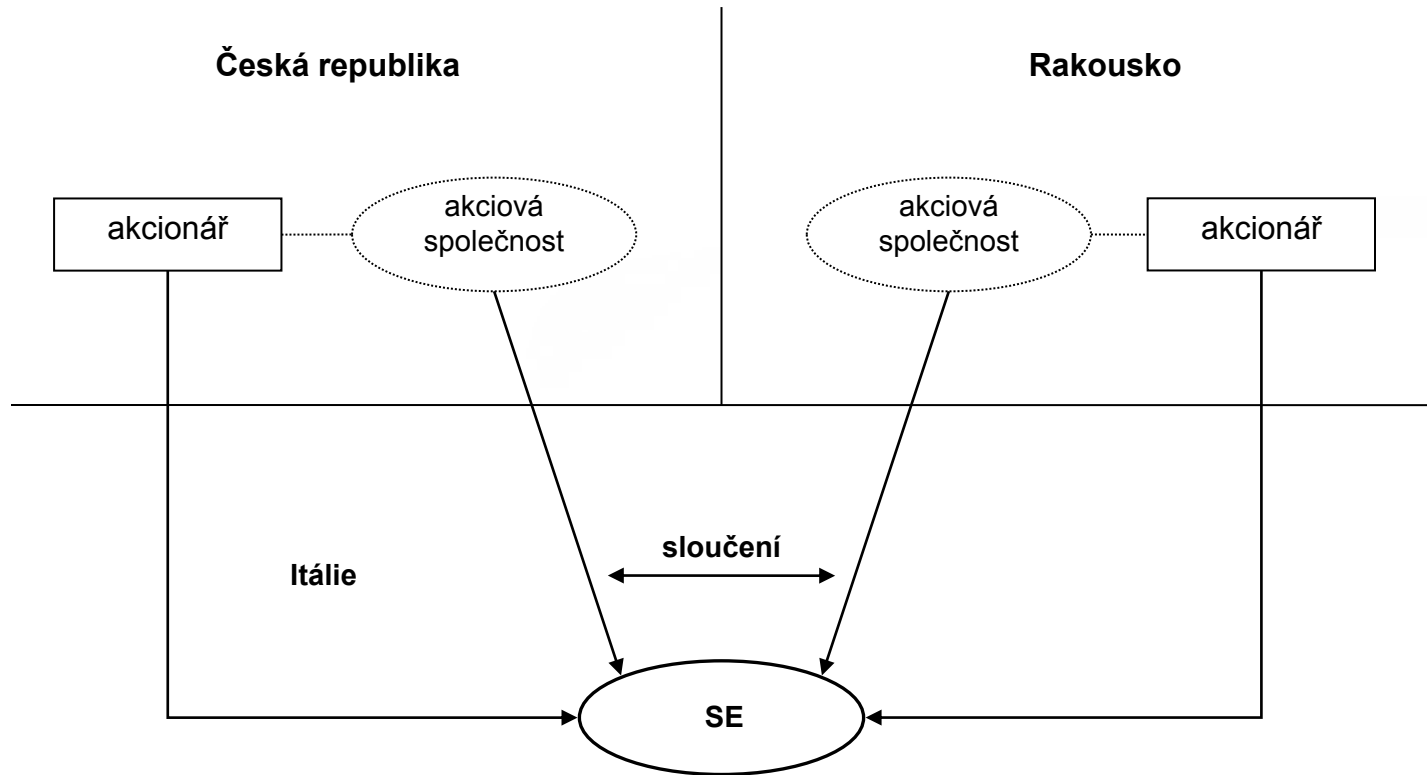 Česká republika
Rakousko
akcionář
akciová
společnost
akciová
společnost
akcionář
sloučení
Itálie
SE